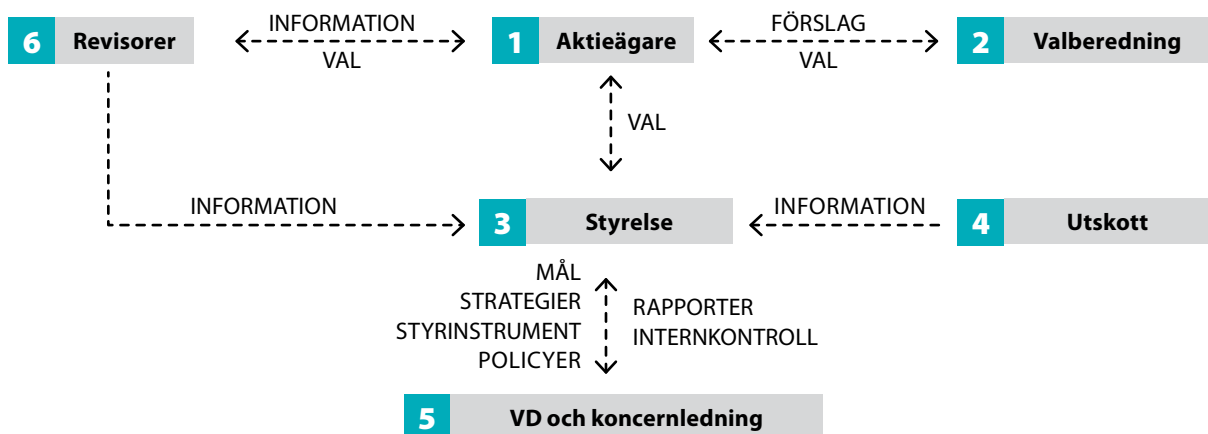 INFORMATION
FÖRSLAG
6 Revisorer
1 Aktieägare
2 Valberedning
VAL
VAL
VAL
INFORMATION
INFORMATION
3 Styrelse
4 Utskott
MÅL
STRATEGIER
STYRINSTRUMENT
POLICYER
RAPPORTER
INTERNKONTROLL
5 VD och koncernledning